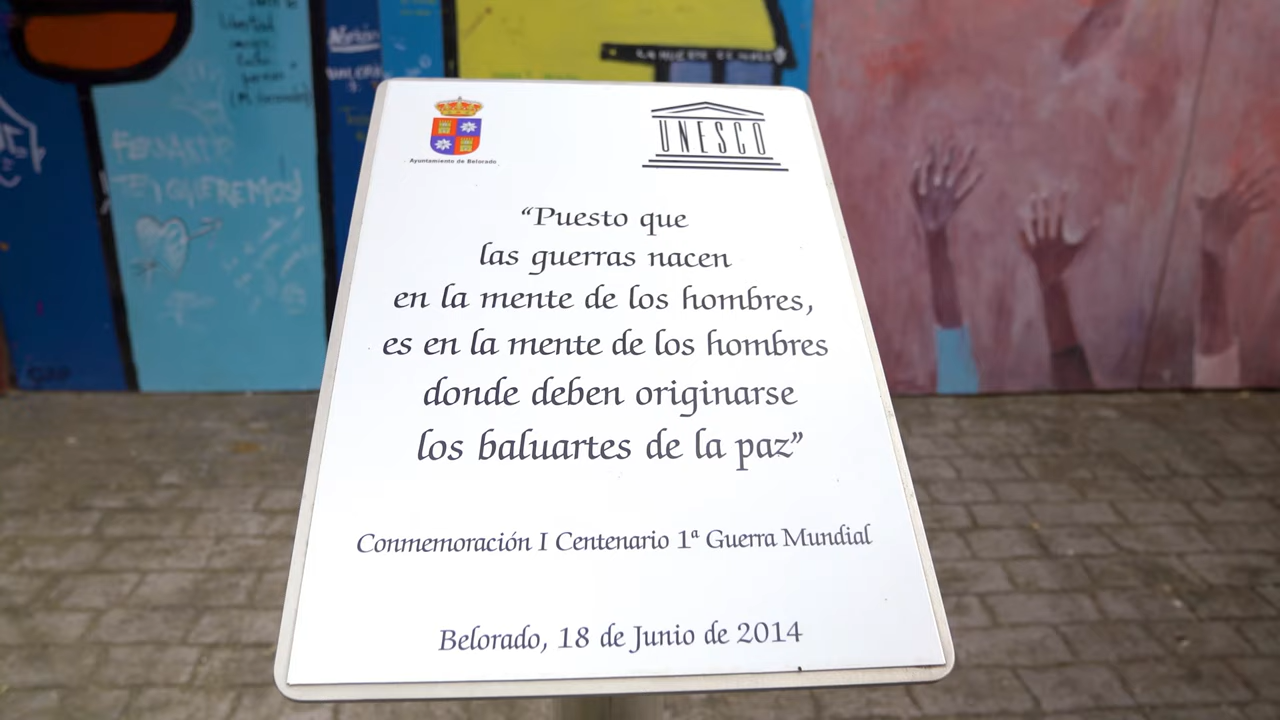 Ayuntamiento de Belorado
UNESCO
“Puesto que
las guerras nacen
en la mente de los hombres,
es en la mente de los hombres
donde deben originarse
los baluartes de la paz”
Conmemoración I Centenario 1ª Guerra Mundial
Belorado, 18 de Junio de 2014
TE QUEREMOS!